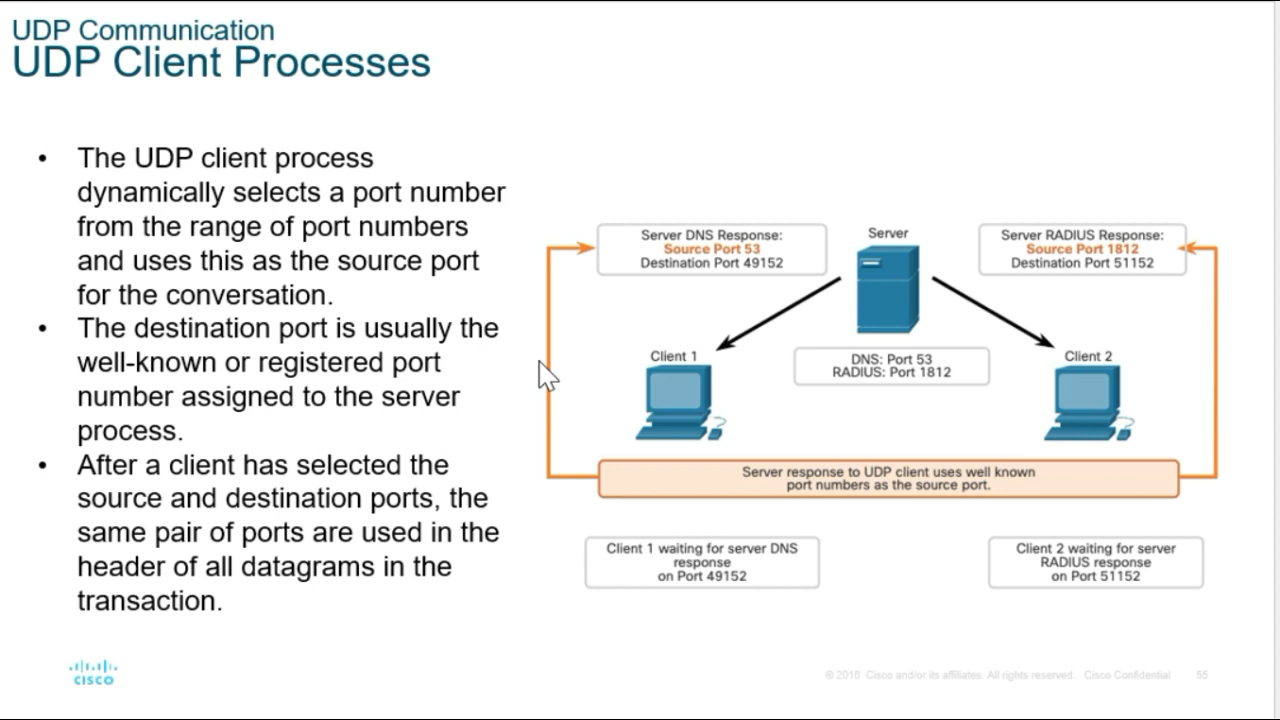 UDP Communication
UDP Client Processes
• The UDP client process
dynamically selects a port number
from the range of port numbers
and uses this as the source port
for the conversation.
• The destination port is usually the
well-known or registered port
number assigned to the server
process.
• After a client has selected the
source and destination ports, the
same pair of ports are used in the
header of all datagrams in the
transaction.
Server DNS Response:
Source Port 53
Destination Port 49152
Server
Server RADIUS Response:
Source Port 1812
Destination Port 51152
Client 1
DNS: Port 53
RADIUS: Port 1812
Client 2
Server response to UDP client uses well known
port numbers as the source port.
Client 1 waiting for server DNS
response
on Port 49152
Client 2 waiting for server
RADIUS response
on Port 51152
CISCO
© 2016 Cisco and/or its affiliates. All rights reserved. Cisco Confidential
55